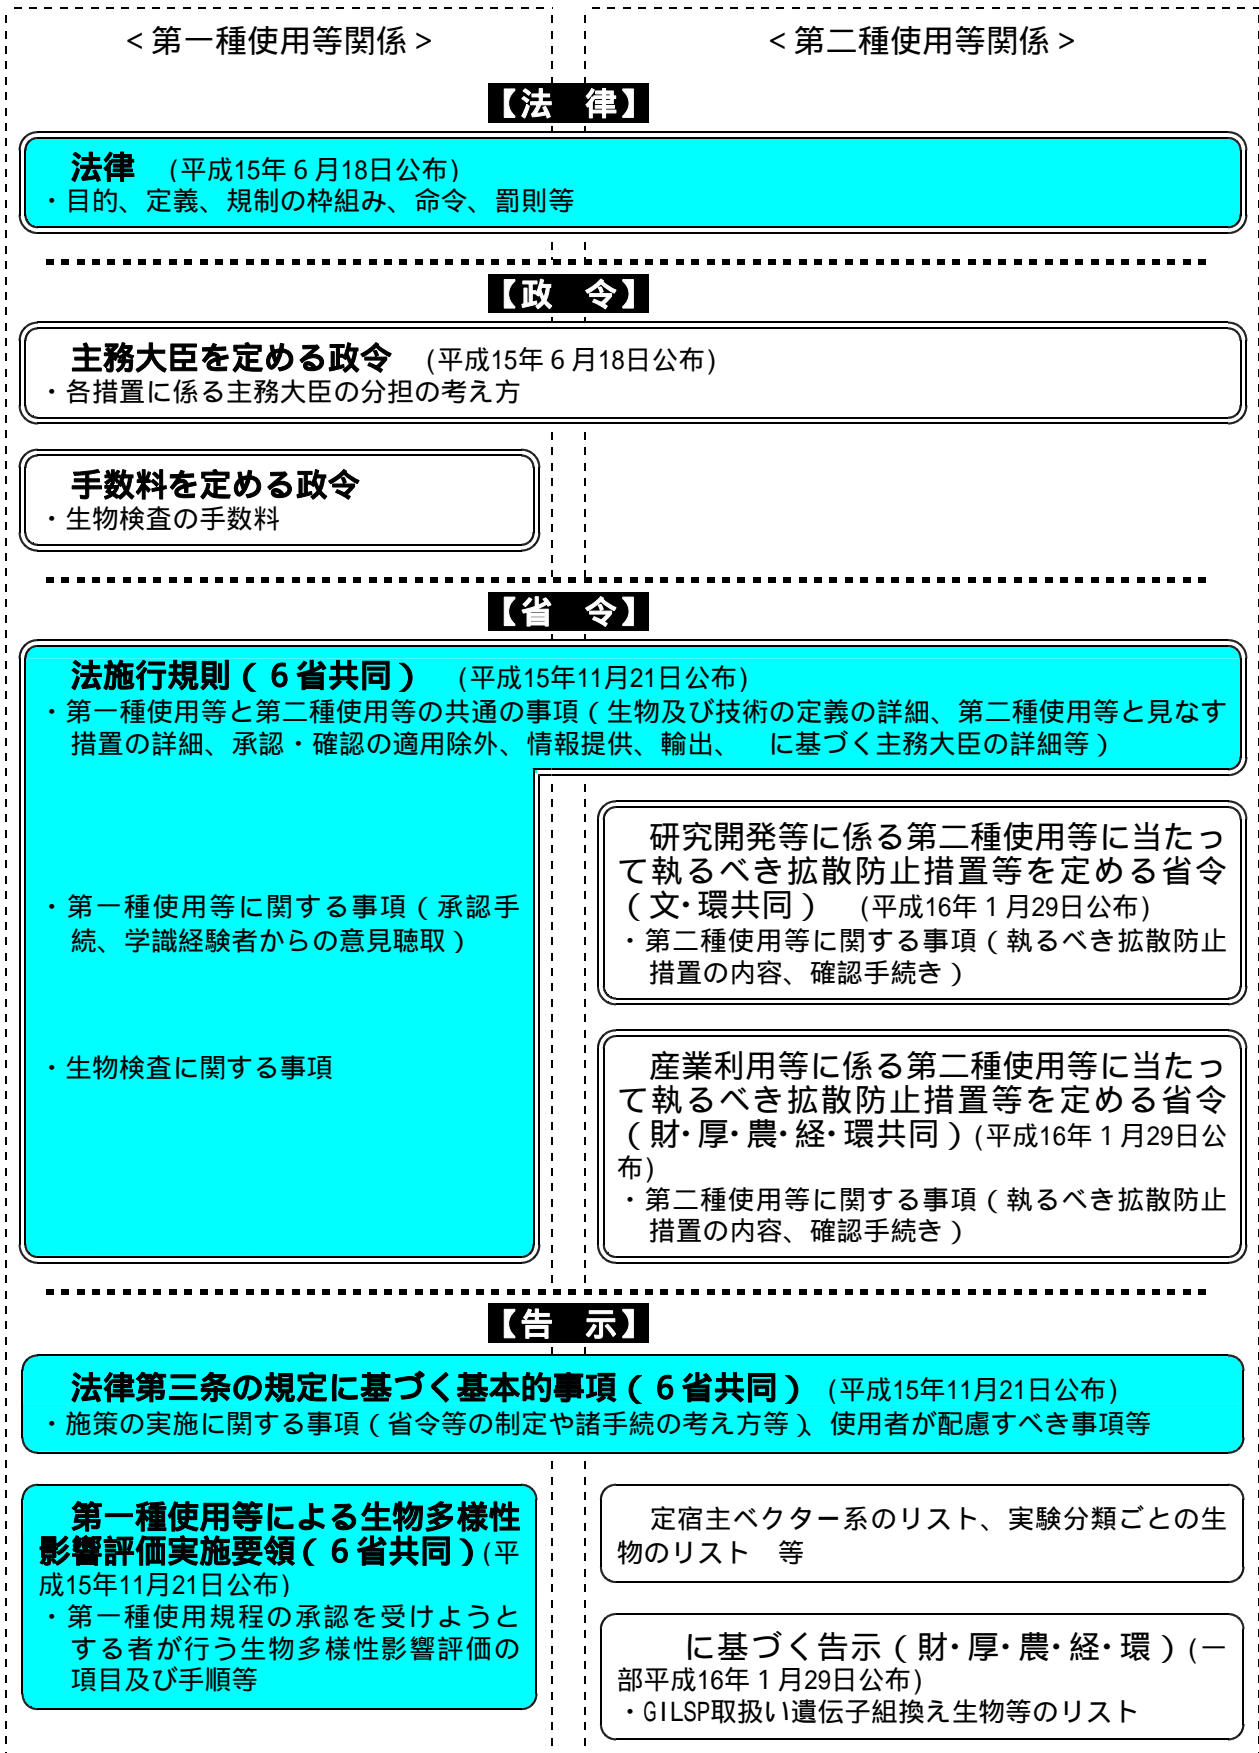 <第一種使用等関係>
<第二種使用等関係>
【法 律】
法律 (平成15年6月18日公布)
・目的、定義、規制の枠組み、命令、罰則等
【政 令】
主務大臣を定める政令 (平成15年6月18日公布)
・各措置に係る主務大臣の分担の考え方
手数料を定める政令
・生物検査の手数料
【省 令】
法施行規則(6省共同) (平成15年11月21日公布)
・第一種使用等と第二種使用等の共通の事項(生物及び技術の定義の詳細、第二種使用等と見なす
措置の詳細、承認・確認の適用除外、情報提供、輸出、 に基づく主務大臣の詳細等)
・第一種使用等に関する事項(承認手
続、学識経験者からの意見聴取)
・生物検査に関する事項
研究開発等に係る第二種使用等に当たっ
て執るべき拡散防止措置等を定める省令
(文・環共同) (平成16年1月29日公布)
・第二種使用等に関する事項(執るべき拡散防止
措置の内容、確認手続き)
産業利用等に係る第二種使用等に当たっ
て執るべき拡散防止措置等を定める省令
(財・厚・農・経・環共同)(平成16年1月29日公
布)
・第二種使用等に関する事項(執るべき拡散防止
措置の内容、確認手続き)
【告 示】
法律第三条の規定に基づく基本的事項(6省共同) (平成15年11月21日公布)
・施策の実施に関する事項(省令等の制定や諸手続の考え方等)、使用者が配慮すべき事項等
第一種使用等による生物多様性
影響評価実施要領(6省共同)(平
成15年11月21日公布)
・第一種使用規程の承認を受けようと
する者が行う生物多様性影響評価の
項目及び手順等
定宿主ベクター系のリスト、実験分類ごとの生
物のリスト 等
に基づく告示(財・厚・農・経・環)(一
部平成16年1月29日公布)
・GILSP取扱い遺伝子組換え生物等のリスト